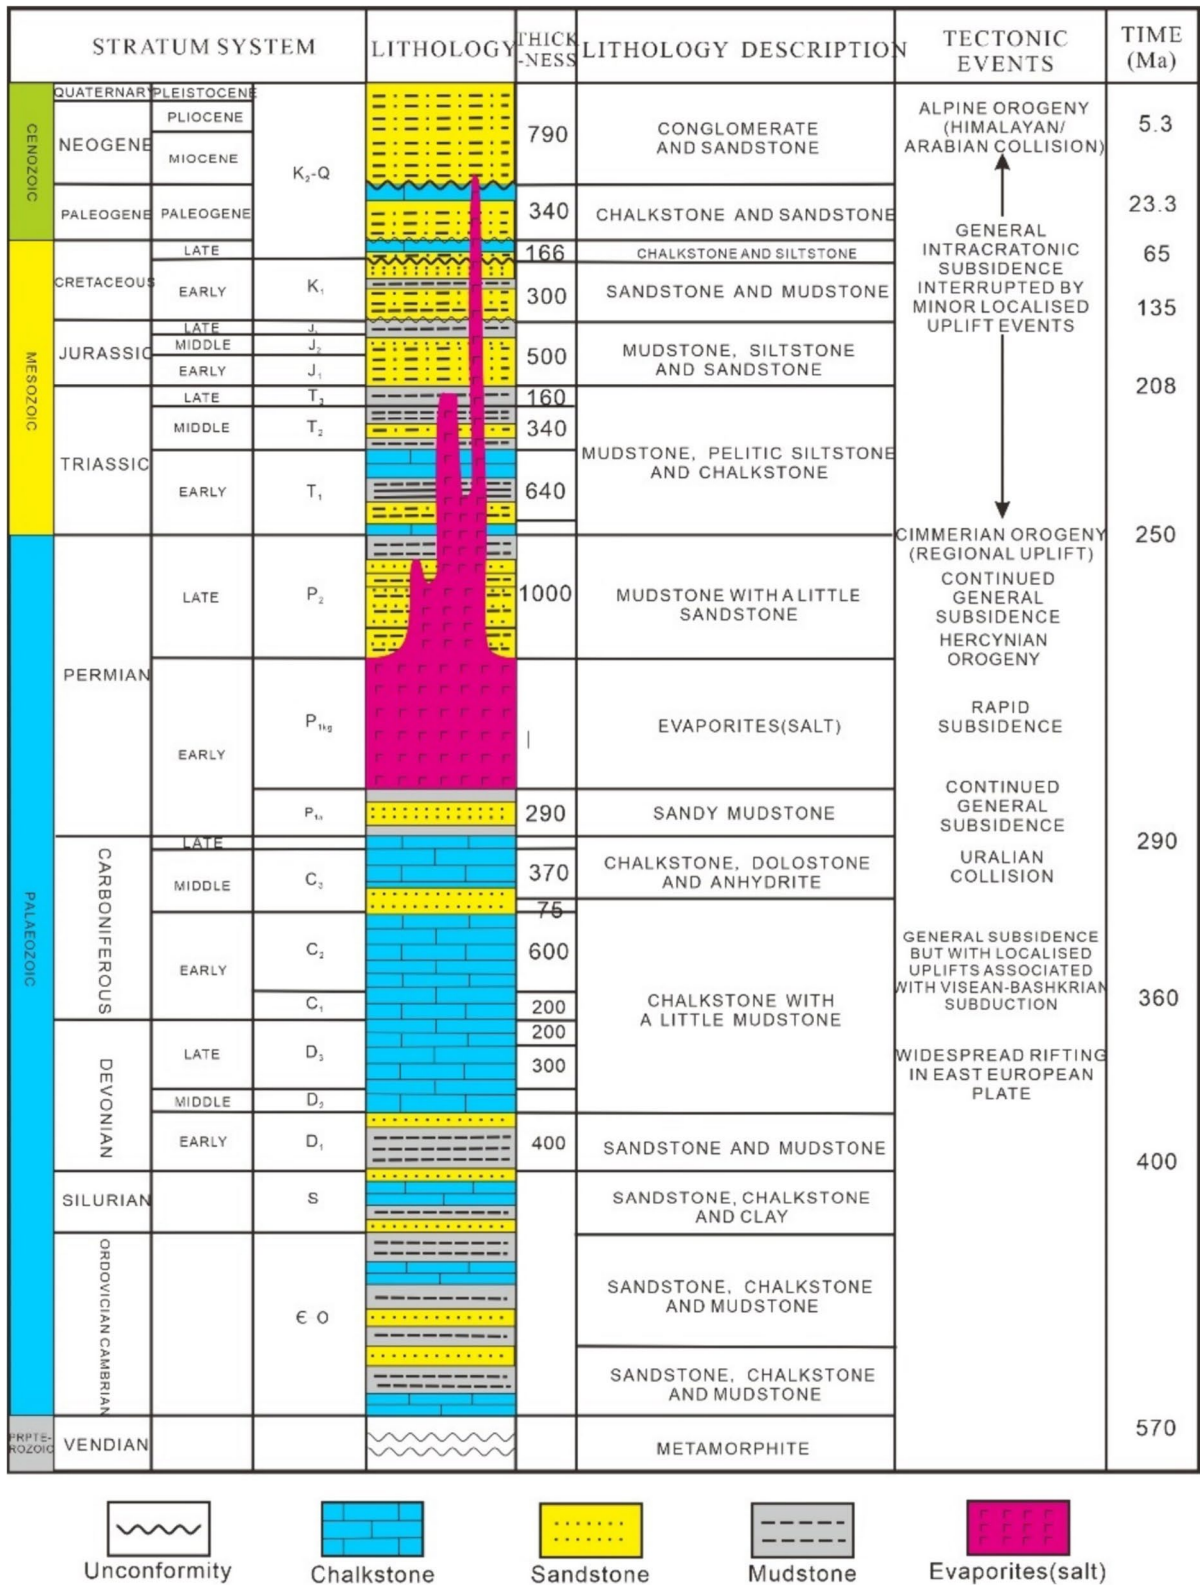 STRATUM SYSTEM
LITHOLOGY
THICK
-NESS
LITHOLOGY DESCRIPTION
TECTONIC
EVENTS
TIME
(Ma)
CENOZOIC
QUATERNARY
PLEISTOCENE
NEOGENE
PLIOCENE
MIOCENE
K₂-Q
790
CONGLOMERATE
AND SANDSTONE
ALPINE OROGENY
(HIMALAYAN/
ARABIAN COLLISION)
5.3
PALEOGENE
PALEOGENE
340
CHALKSTONE AND SANDSTONE
23.3
GENERAL
INTRACRATONIC
SUBSIDENCE
INTERRUPTED BY
MINOR LOCALISED
UPLIFT EVENTS
MESOZOIC
CRETACEOUS
LATE
166
CHALKSTONE AND SILTSTONE
65
EARLY
K₁
300
SANDSTONE AND MUDSTONE
135
JURASSIC
LATE
MIDDLE
J₂
EARLY
J₁
500
MUDSTONE, SILTSTONE
AND SANDSTONE
208
TRIASSIC
LATE
T₃
160
MIDDLE
T₂
340
EARLY
T₁
640
MUDSTONE, PELITIC SILTSTONE
AND CHALKSTONE
250
CIMMERIAN OROGENY
(REGIONAL UPLIFT)
PALAEOZOIC
PERMIAN
LATE
P₂
1000
MUDSTONE WITH A LITTLE
SANDSTONE
CONTINUED
GENERAL
SUBSIDENCE
HERCYNIAN
OROGENY
EARLY
P₁kg
EVAPORITES(SALT)
RAPID
SUBSIDENCE
290
SANDY MUDSTONE
CONTINUED
GENERAL
SUBSIDENCE
290
CARBONIFEROUS
LATE
MIDDLE
C₃
370
CHALKSTONE, DOLOSTONE
AND ANHYDRITE
URALIAN
COLLISION
75
EARLY
C₂
600
C₁
200
CHALKSTONE WITH
A LITTLE MUDSTONE
GENERAL SUBSIDENCE
BUT WITH LOCALISED
UPLIFTS ASSOCIATED
WITH VISEAN-BASHKRIAN
SUBDUCTION
360
DEVONIAN
200
LATE
D₃
300
WIDESPREAD RIFTING
IN EAST EUROPEAN
PLATE
MIDDLE
D₂
EARLY
D₁
400
SANDSTONE AND MUDSTONE
400
SILURIAN
S
SANDSTONE, CHALKSTONE
AND CLAY
ORDOVICIAN CAMBRIAN
Є O
SANDSTONE, CHALKSTONE
AND MUDSTONE
SANDSTONE, CHALKSTONE
AND MUDSTONE
570
PRPTE-
ROZOIC
VENDIAN
METAMORPHITE
Unconformity
Chalkstone
Sandstone
Mudstone
Evaporites(salt)